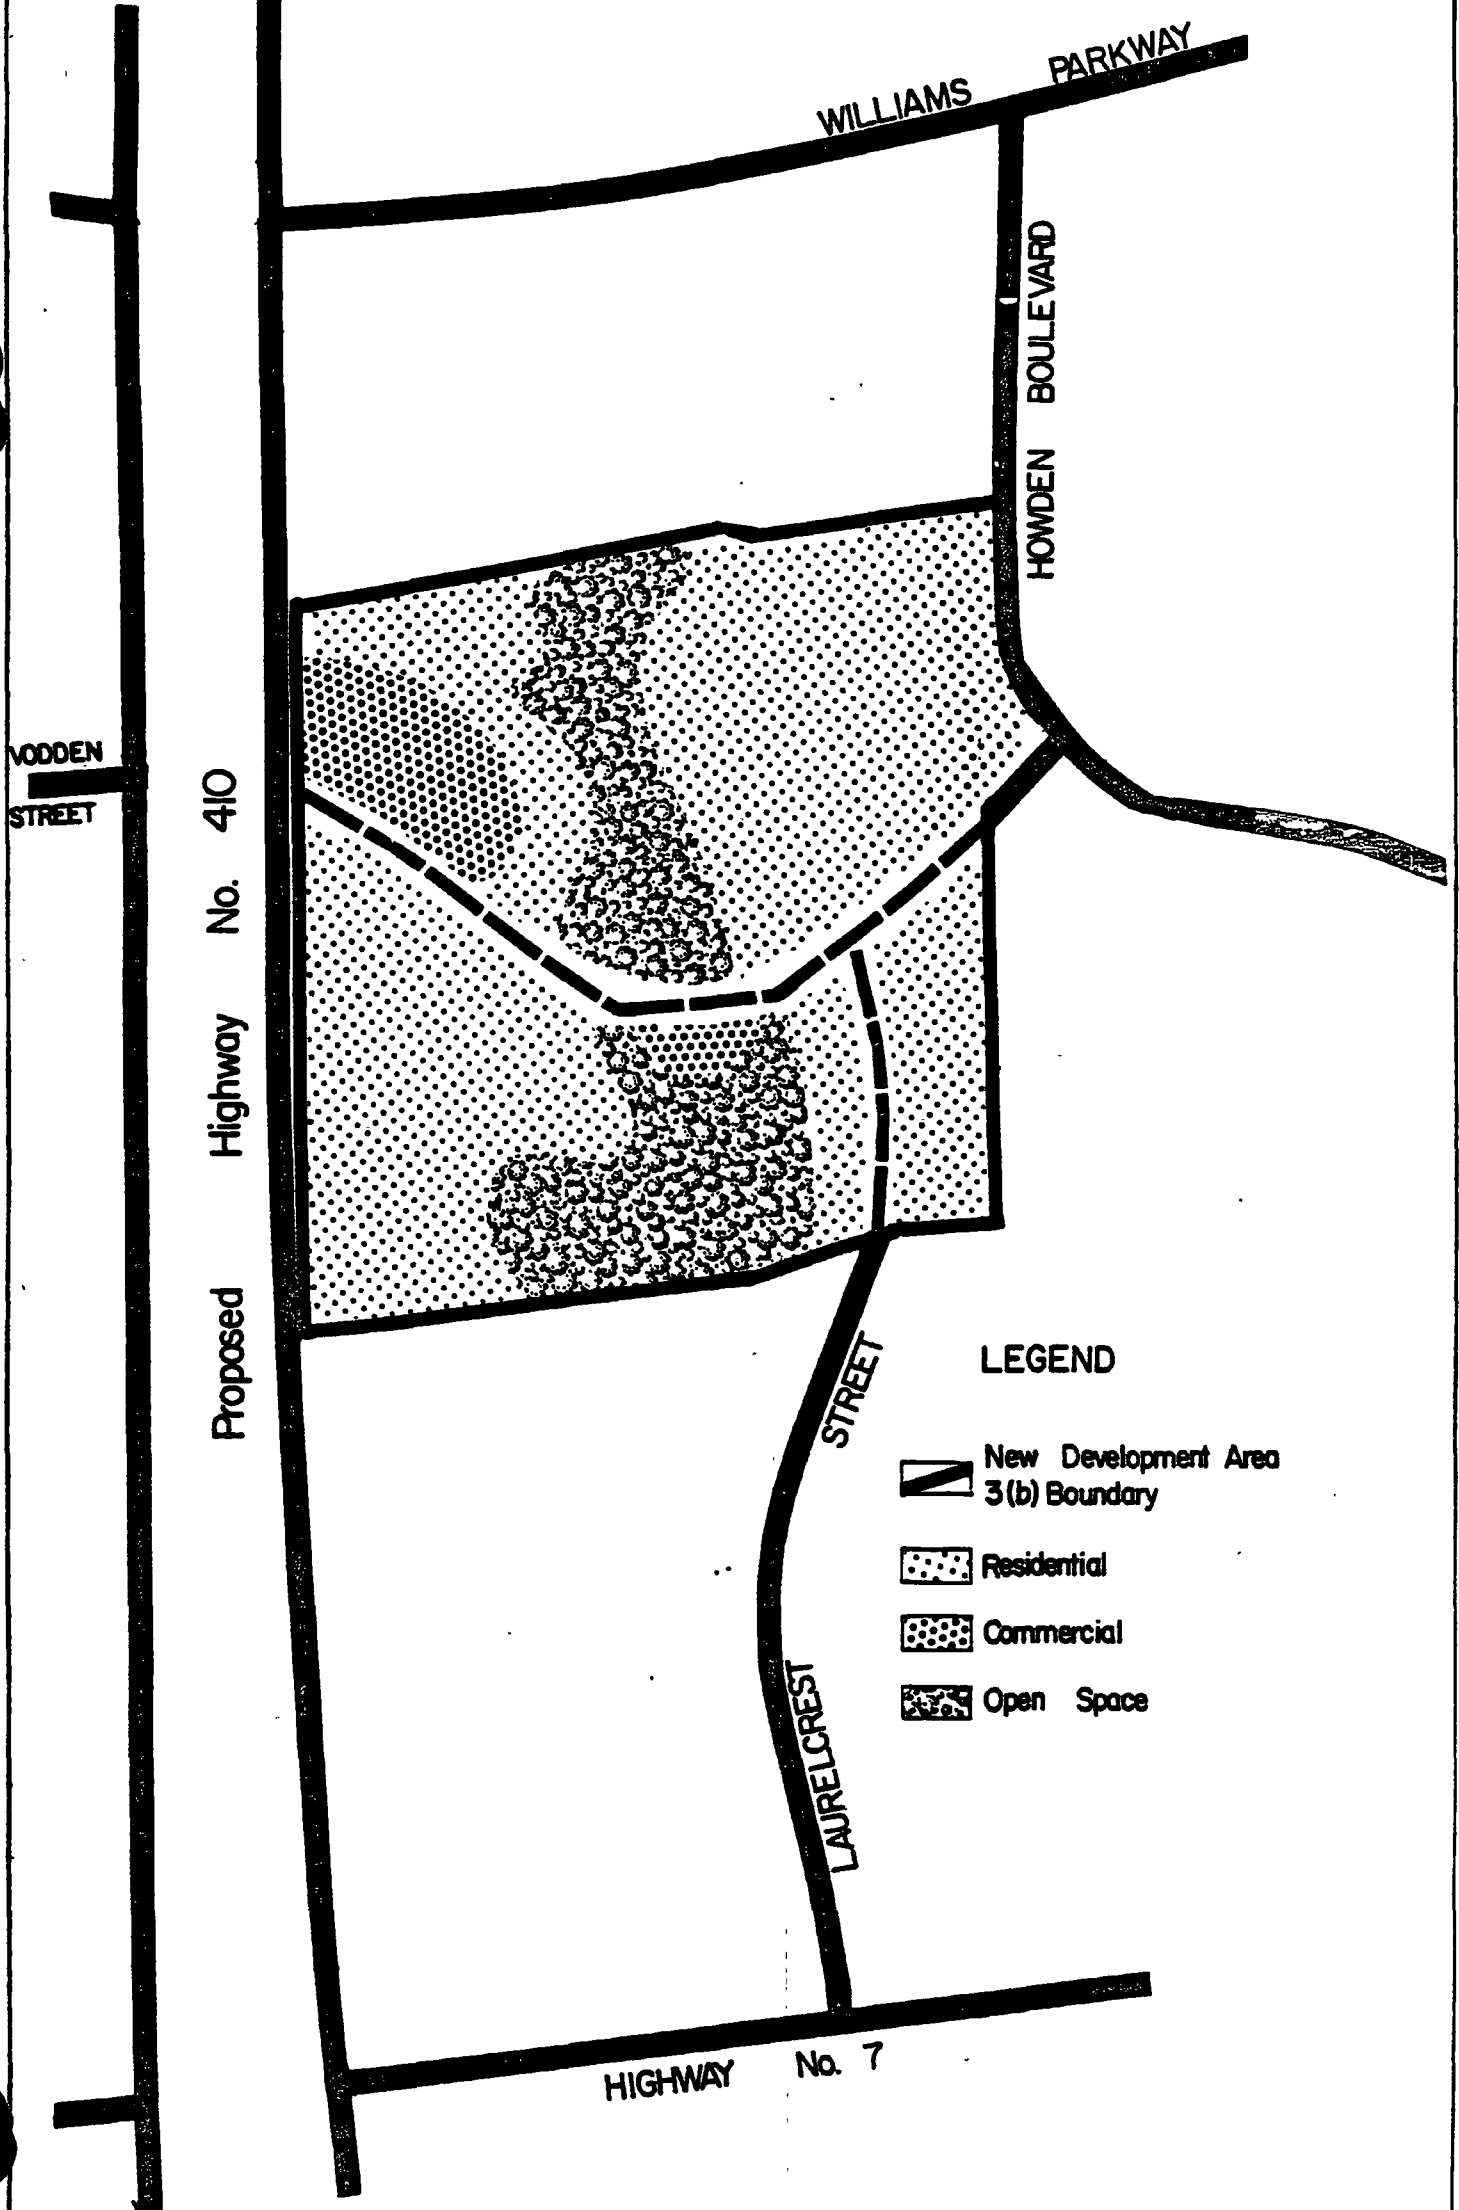 WILLIAMS PARKWAY
HOWDEN BOULEVARD
VODDEN
STREET
Proposed Highway No. 410
LEGEND
New Development Area
3(b) Boundary
Residential
Commercial
Open Space
LAURELCREST STREET
HIGHWAY No. 7